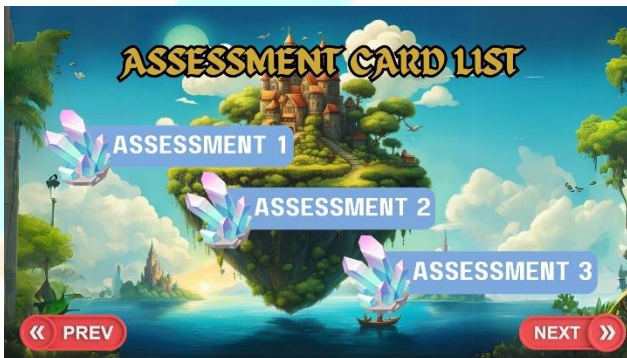 ASSESSMENT CARD LIST
ASSESSMENT 1
ASSESSMENT 2
ASSESSMENT 3
« PREV
NEXT »